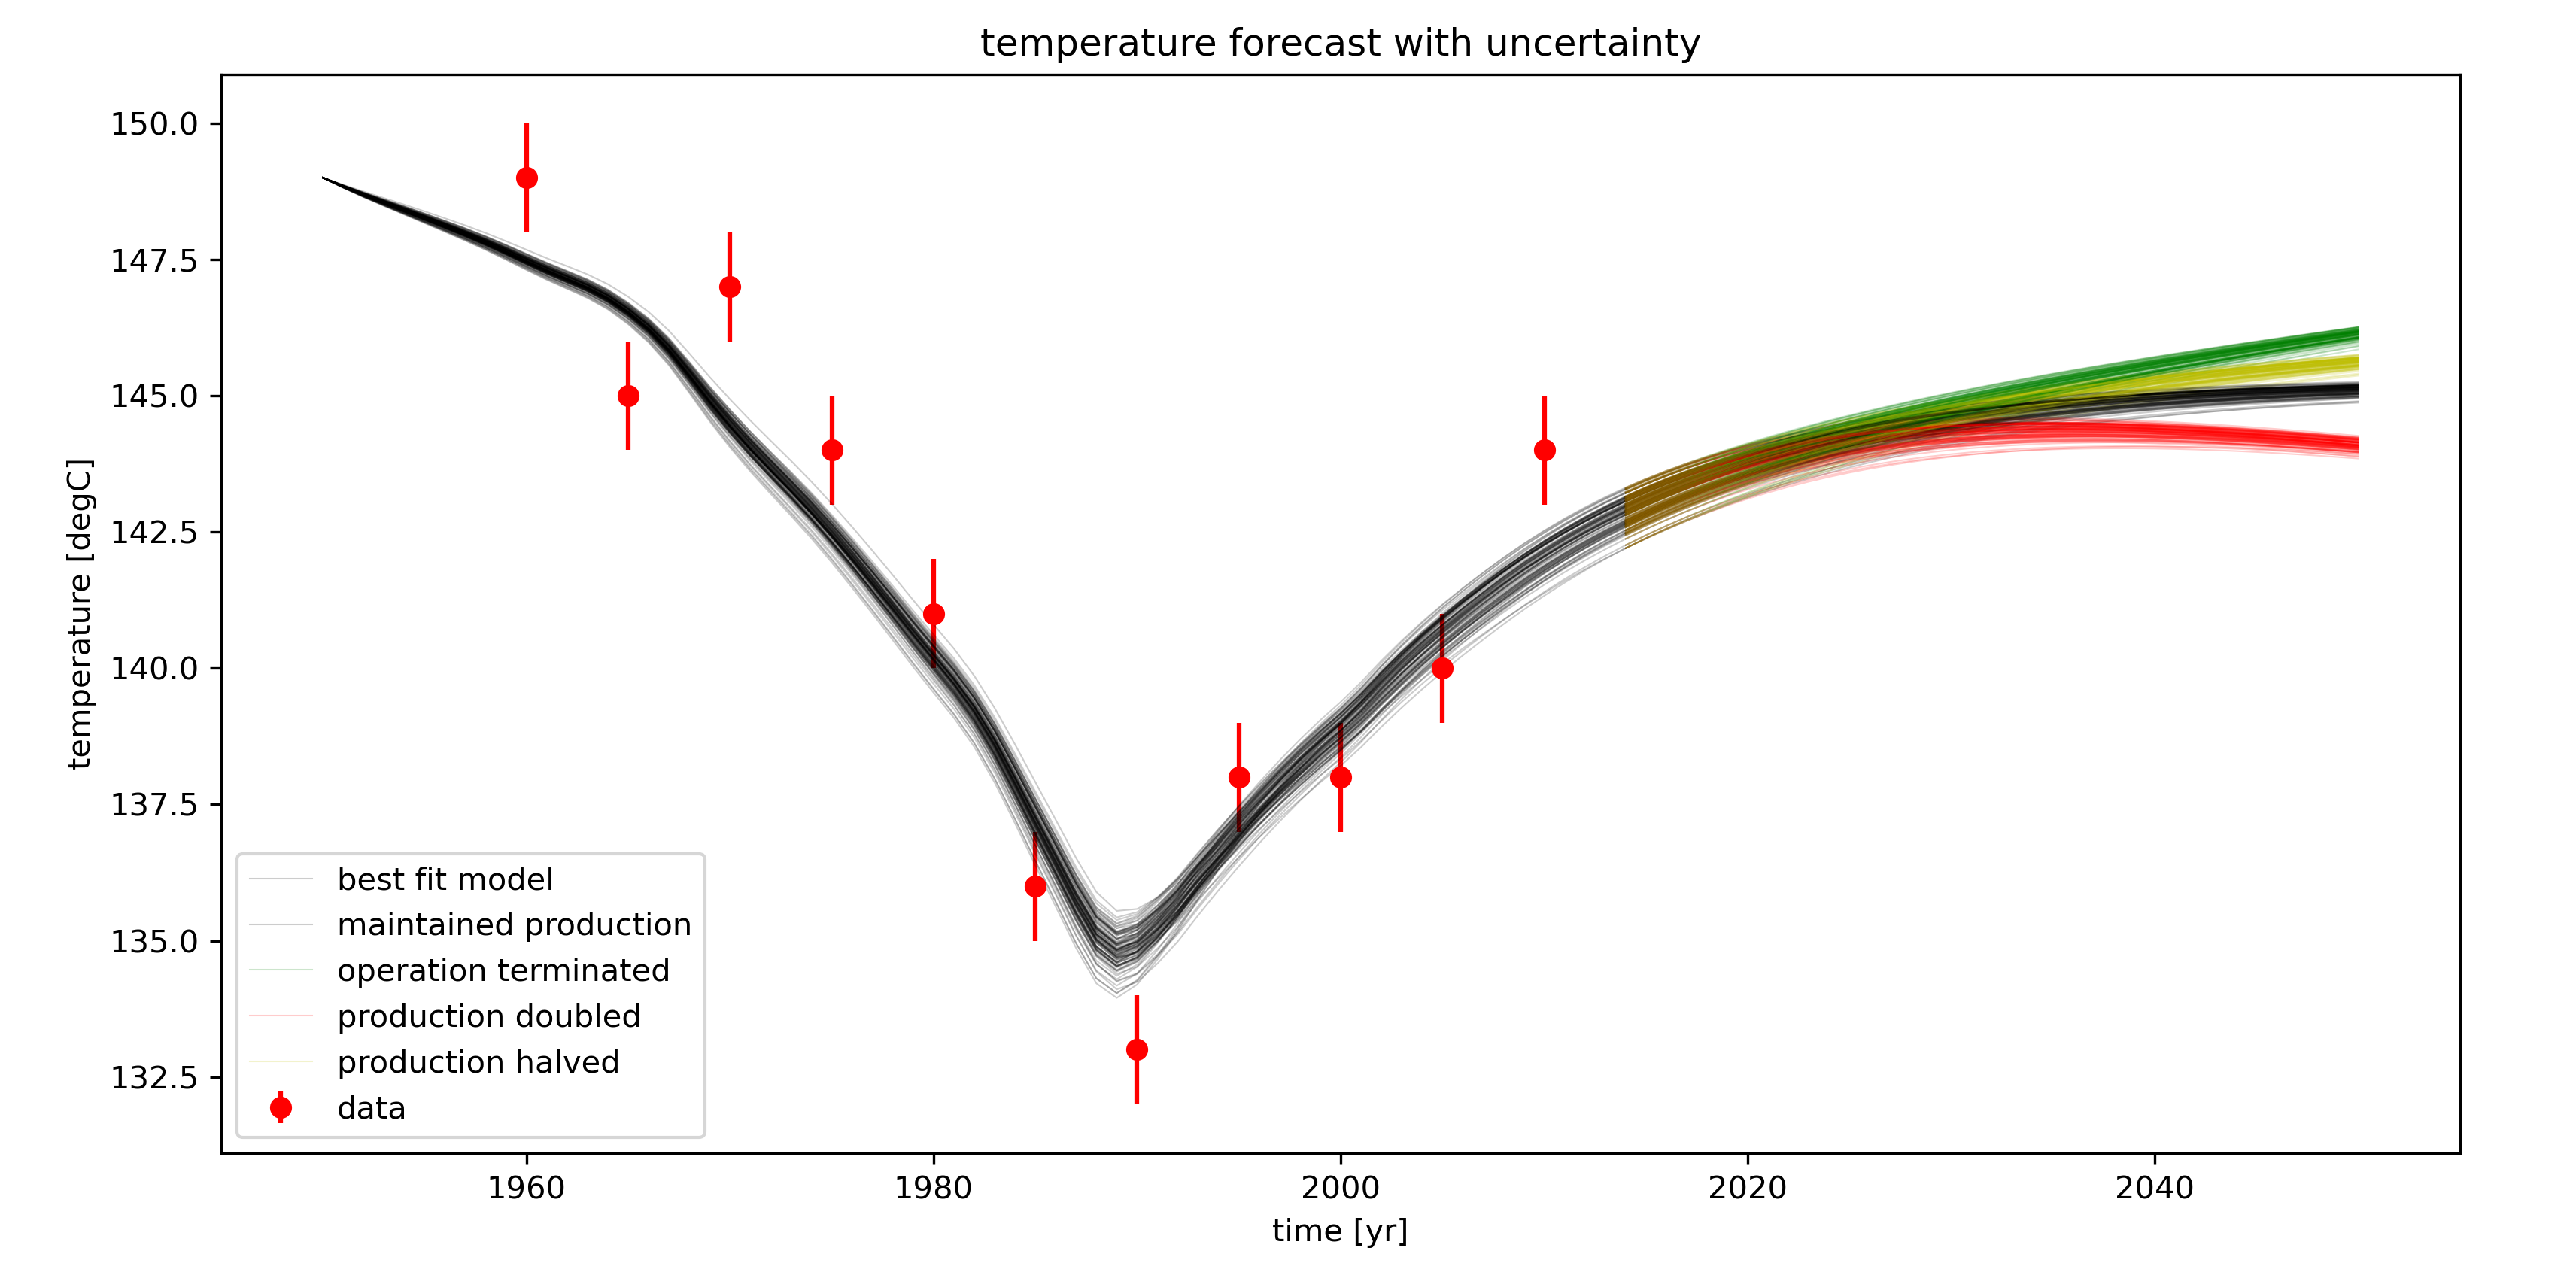 temperature forecast with uncertainty
temperature [degC]
150.0
147.5
145.0
142.5
140.0
137.5
135.0
132.5
best fit model
maintained production
operation terminated
production doubled
production halved
data
1960 1980 2000 2020 2040
time [yr]